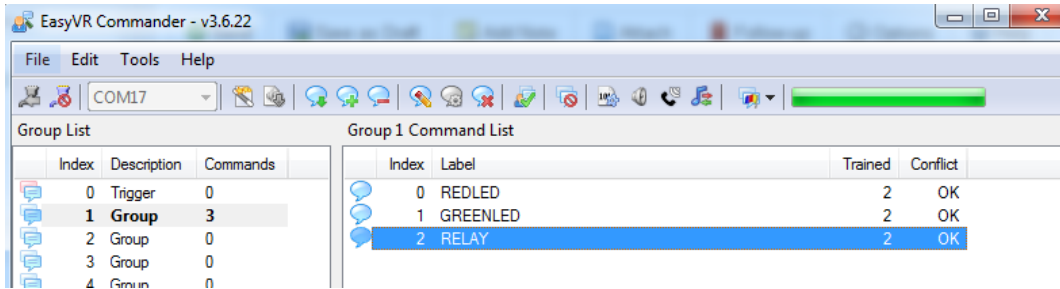 EasyVR Commander - v3.6.22
File Edit Tools Help
COM17
Group List
Group 1 Command List
Index Description Commands
Index Label Trained Conflict
0 Trigger 0
0 REDLED 2 OK
1 Group 3
1 GREENLED 2 OK
2 Group 0
2 RELAY 2 OK
3 Group 0
4 Group 0